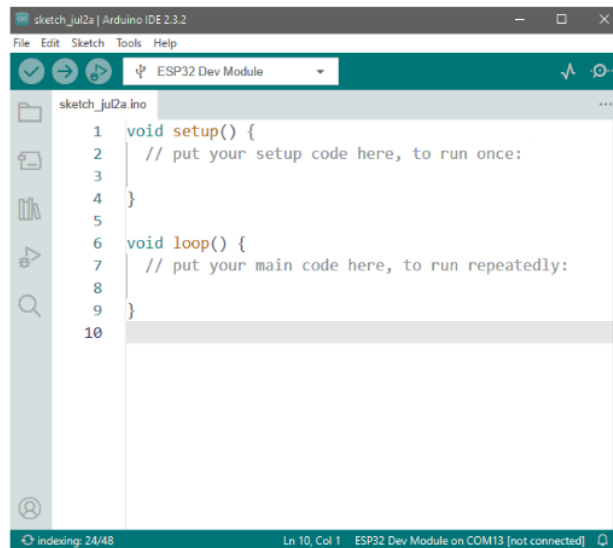 sketch_jul2a | Arduino IDE 2.3.2
File Edit Sketch Tools Help
ESP32 Dev Module
sketch_jul2a.ino
1 void setup() {
2 // put your setup code here, to run once:
3
4 }
5
6 void loop() {
7 // put your main code here, to run repeatedly:
8
9 }
10
indexing: 24/48 Ln 10, Col 1 ESP32 Dev Module on COM13 [not connected]